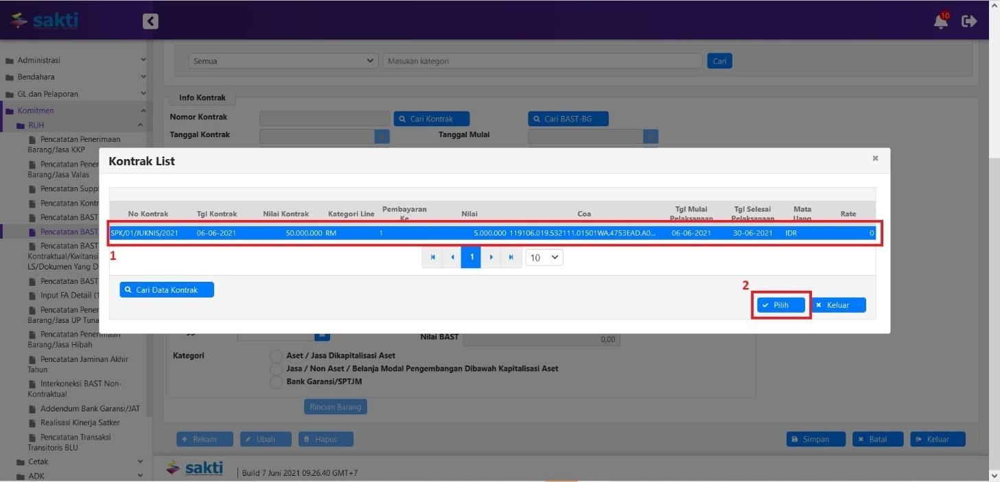 sakti
10
Administrasi
Bendahara
GL dan Pelaporan
Komitmen
RUH
Pencatatan Penerimaan
Barang/Jasa KKP
Pencatatan Pener
Barang/Jasa Valas
Pencatatan Suppl
Pencatatan Kontr
Pencatatan BAST
Pencatatan BAST
Pencatatan BAST
Kontraktual/Kwitansi
LS/Dokumen Yang D
Pencatatan BAST
Input FA Detail (1
Pencatatan Pener
Barang/Jasa UP Tuna
Pencatatan Penerimaan
Barang/Jasa Hibah
Pencatatan Jaminan Akhir
Tahun
Interkoneksi BAST Non-
Kontraktual
Addendum Bank Garansi/JAT
Realisasi Kinerja Satker
Pencatatan Transaksi
Transitoris BLU
Cetak
ADK
Semua Masukan kategori Cari
Info Kontrak
Nomor Kontrak Cari Kontrak Cari BAST-BG
Tanggal Kontrak Tanggal Mulai
Kontrak List
No Kontrak Tgl Kontrak Nilai Kontrak Kategori Line Pembayaran Ke Nilai Coa Tgl Mulai Pelaksanaan Tgl Selesai Pelaksanaan Mata Uang Rate
SPK/01/JUKNIS/2021 06-06-2021 50.000.000 RM 1 5.000.000 119106.019.532111.01501WA.4753EAD.A0... 06-06-2021 30-06-2021 IDR 0
1
1 10
Cari Data Kontrak
2
Pilih Keluar
Nilai BAST 0,00
Kategori
Aset / Jasa Dikapitalisasi Aset
Jasa / Non Aset / Belanja Modal Pengembangan Dibawah Kapitalisasi Aset
Bank Garansi/SPTJM
Rincian Barang
Rekam Ubah Hapus Simpan Batal Keluar
sakti | Build 7 Juni 2021 09.26.40 GMT+7